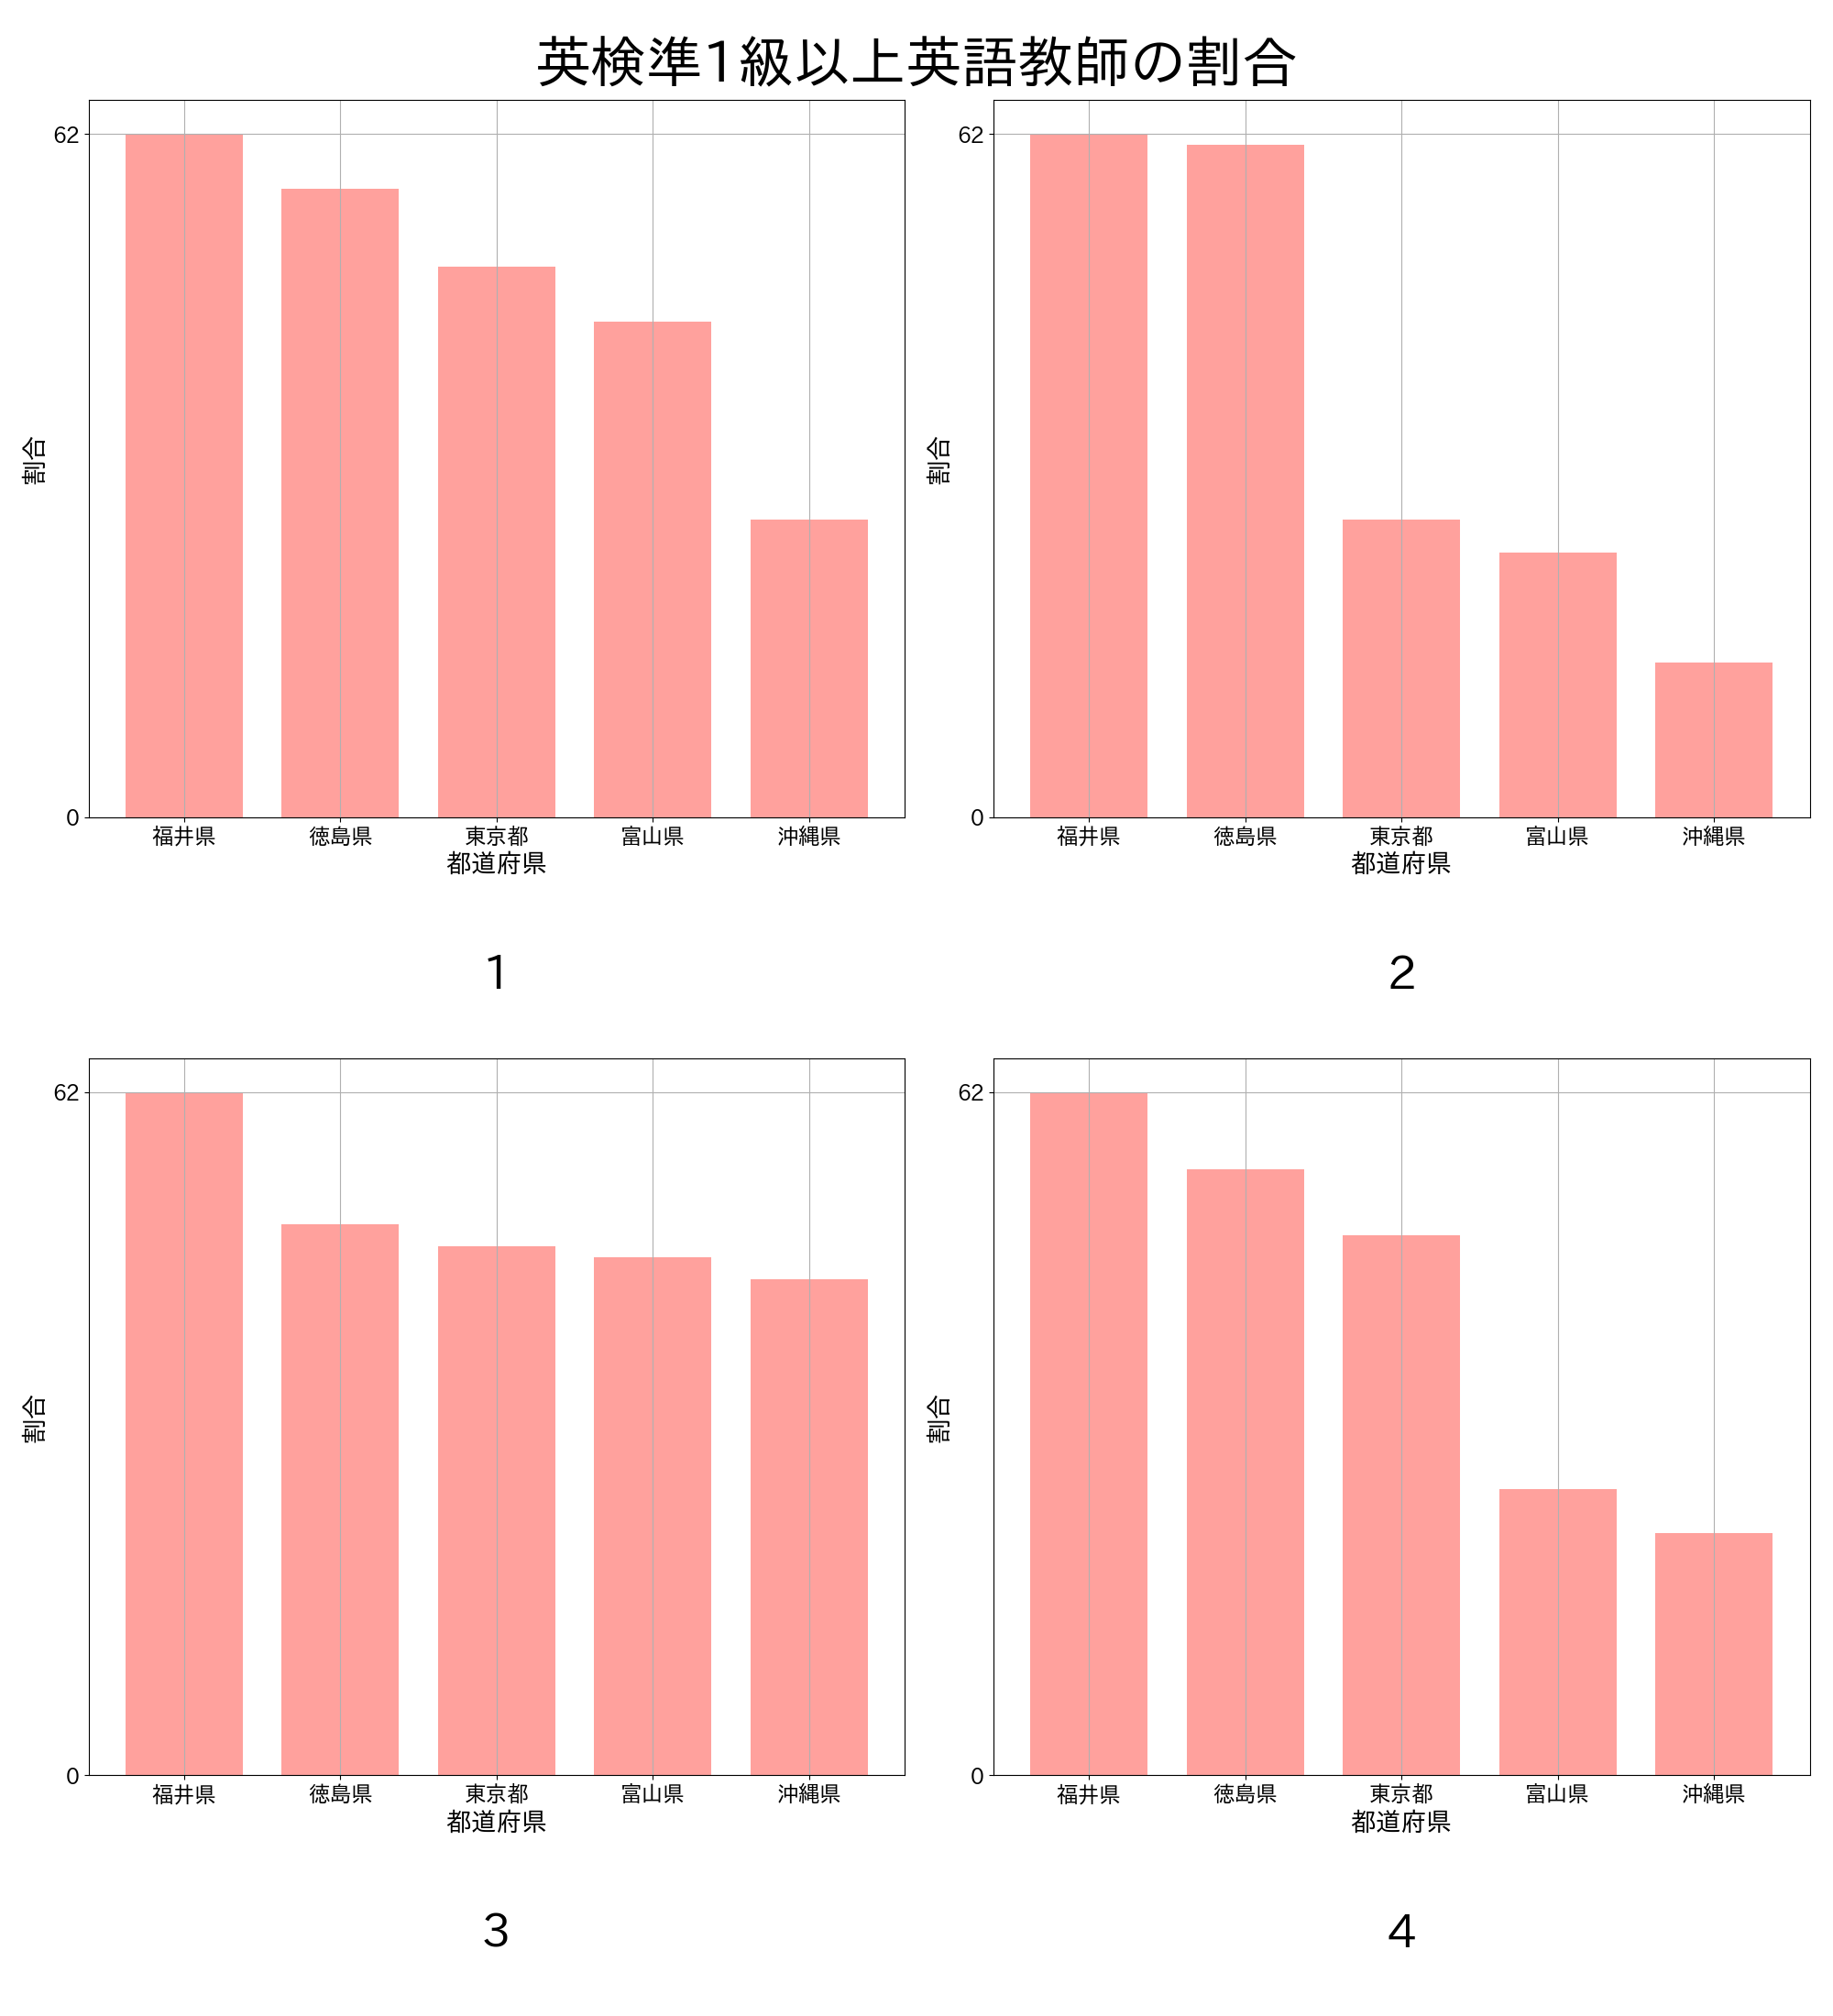 英検準1級以上英語教師の割合
62
0
割合
福井県 徳島県 東京都 富山県 沖縄県
都道府県
1
62
0
割合
福井県 徳島県 東京都 富山県 沖縄県
都道府県
2
62
0
割合
福井県 徳島県 東京都 富山県 沖縄県
都道府県
3
62
0
割合
福井県 徳島県 東京都 富山県 沖縄県
都道府県
4